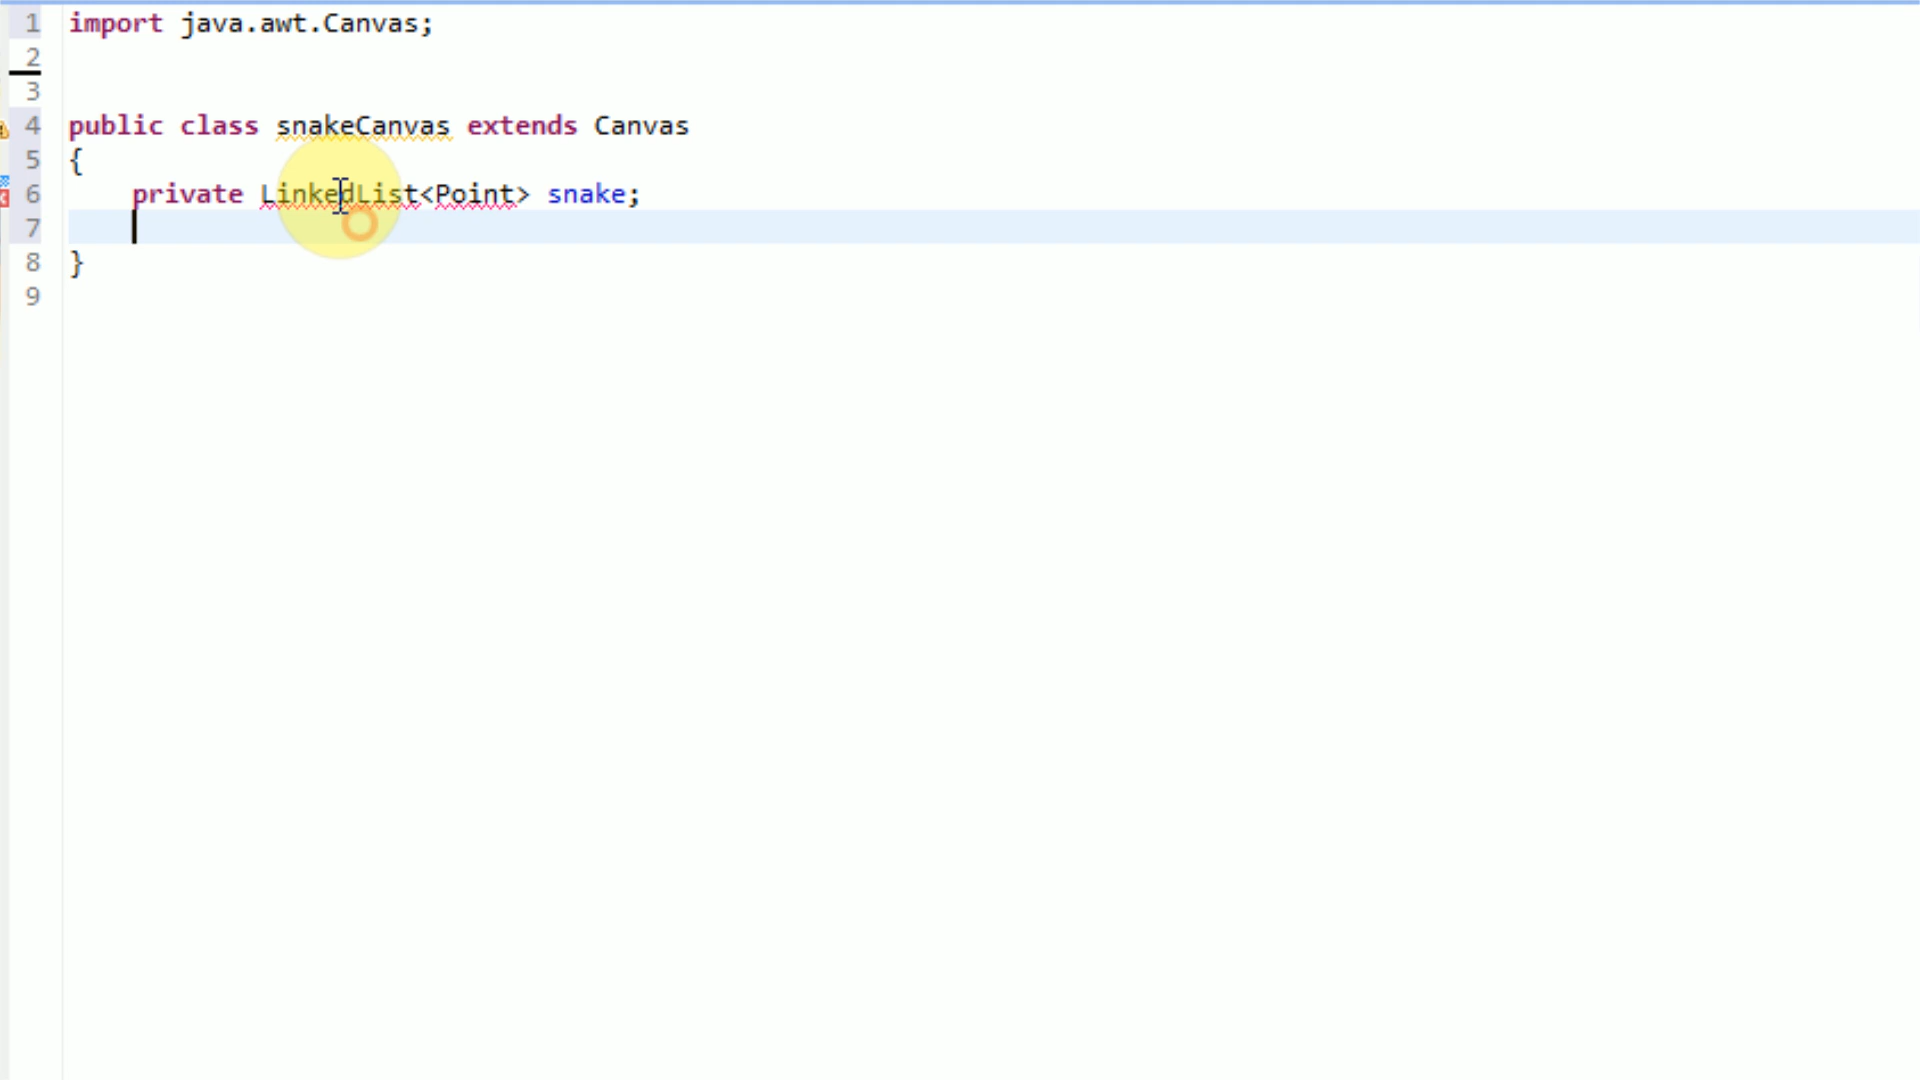 1 import java.awt.Canvas;
2
3
4 public class snakeCanvas extends Canvas
5 {
6 private LinkedList<Point> snake;
7
8 }
9